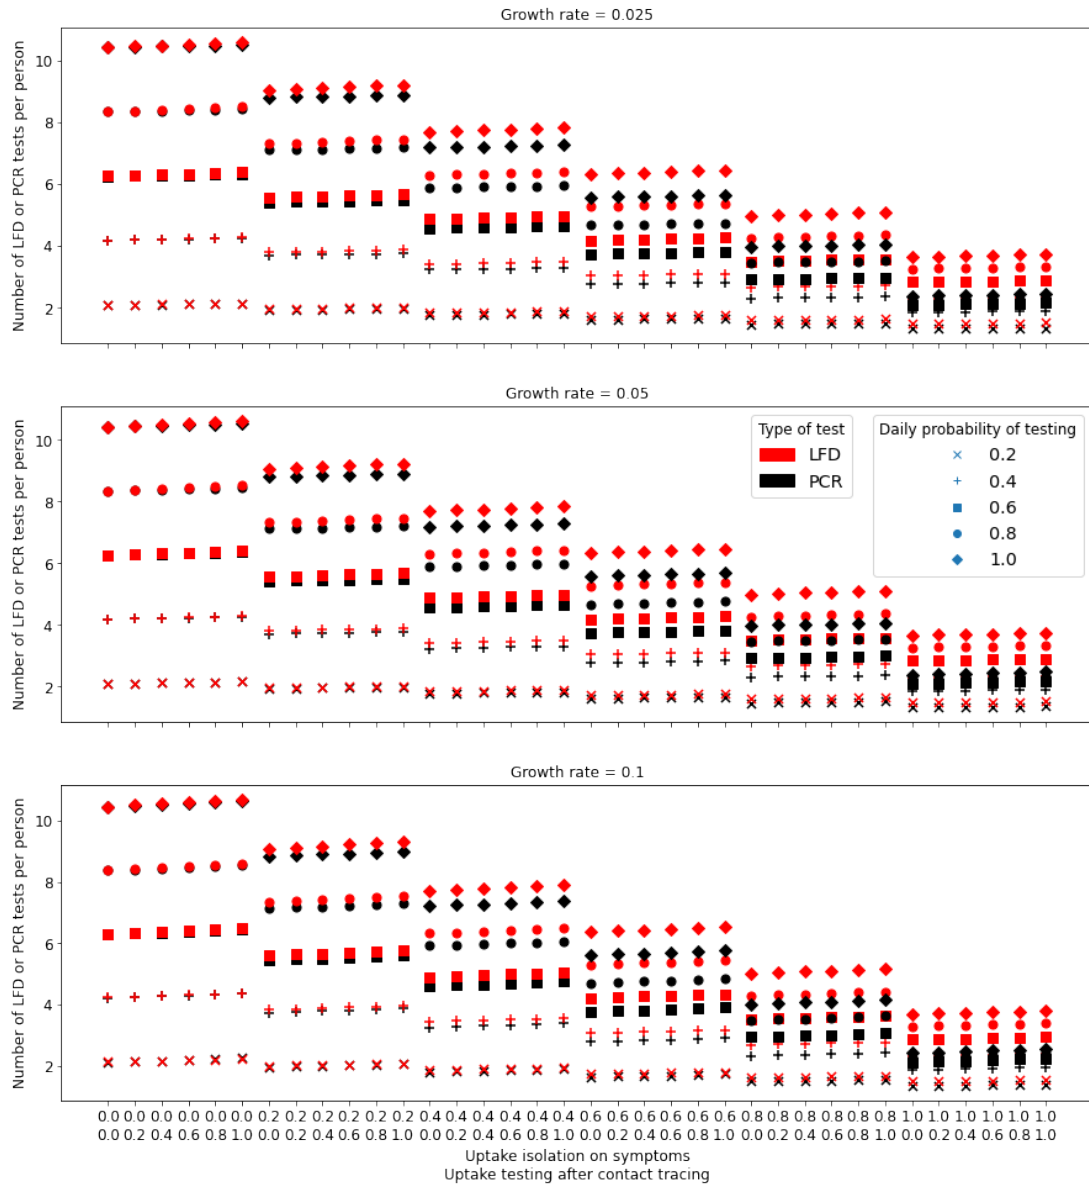 Growth rate = 0.025
Number of LFD or PCR tests per person
10
8
6
4
2
Growth rate = 0.05
Number of LFD or PCR tests per person
10
8
6
4
2
Type of test
LFD
PCR
Daily probability of testing
0.2
0.4
0.6
0.8
1.0
Growth rate = 0.1
Number of LFD or PCR tests per person
10
8
6
4
2
0.0 0.0 0.0 0.0 0.0 0.0 0.2 0.2 0.2 0.2 0.2 0.2 0.4 0.4 0.4 0.4 0.4 0.4 0.6 0.6 0.6 0.6 0.6 0.6 0.8 0.8 0.8 0.8 0.8 0.8 1.0 1.0 1.0 1.0 1.0 1.0
0.0 0.2 0.4 0.6 0.8 1.0 0.0 0.2 0.4 0.6 0.8 1.0 0.0 0.2 0.4 0.6 0.8 1.0 0.0 0.2 0.4 0.6 0.8 1.0 0.0 0.2 0.4 0.6 0.8 1.0 0.0 0.2 0.4 0.6 0.8 1.0
Uptake isolation on symptoms
Uptake testing after contact tracing